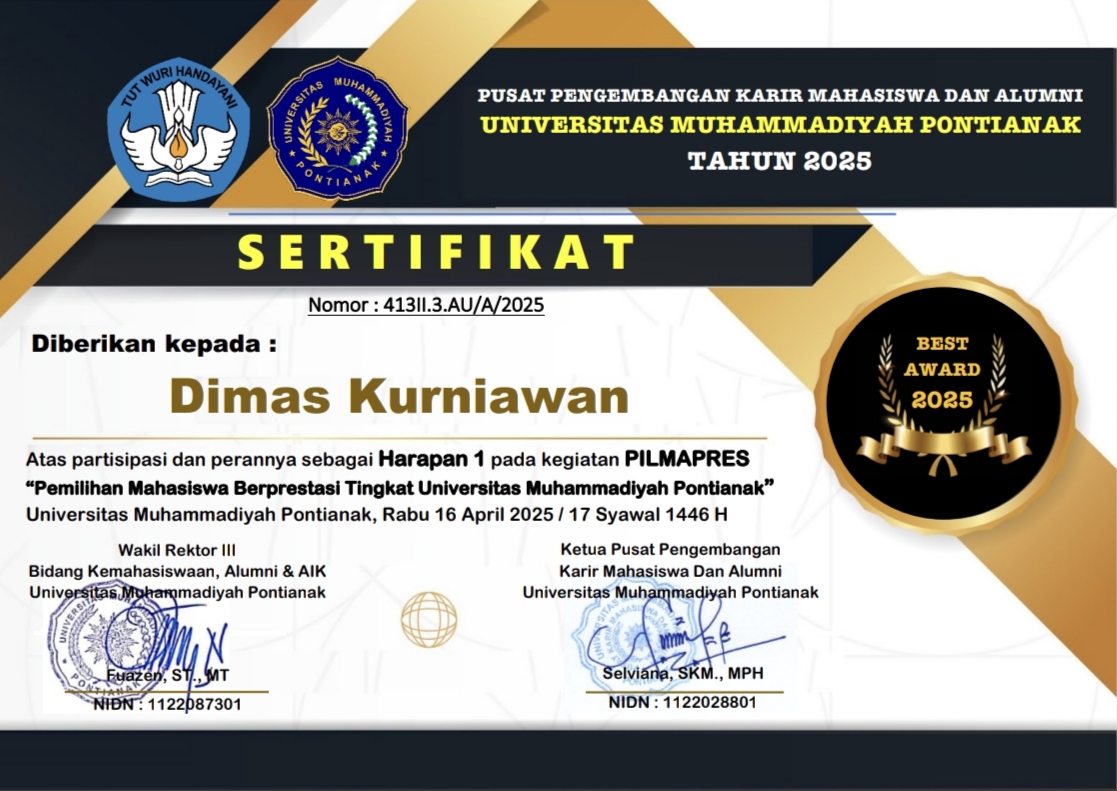 TUT WURI HANDAYANI
UNIVERSITAS MUHAMMADIYAH
PONTIANAK
PUSAT PENGEMBANGAN KARIR MAHASISWA DAN ALUMNI
UNIVERSITAS MUHAMMADIYAH PONTIANAK
TAHUN 2025
SERTIFIKAT
Nomor : 413II.3.AU/A/2025
Diberikan kepada :
Dimas Kurniawan
BEST
AWARD
2025
Atas partisipasi dan perannya sebagai Harapan 1 pada kegiatan PILMAPRES
“Pemilihan Mahasiswa Berprestasi Tingkat Universitas Muhammadiyah Pontianak”
Universitas Muhammadiyah Pontianak, Rabu 16 April 2025 / 17 Syawal 1446 H
Wakil Rektor III
Bidang Kemahasiswaan, Alumni & AIK
Universitas Muhammadiyah Pontianak
Fuazen, ST., MT
NIDN : 1122087301
Ketua Pusat Pengembangan
Karir Mahasiswa Dan Alumni
Universitas Muhammadiyah Pontianak
Selviana, SKM., MPH
NIDN : 1122028801